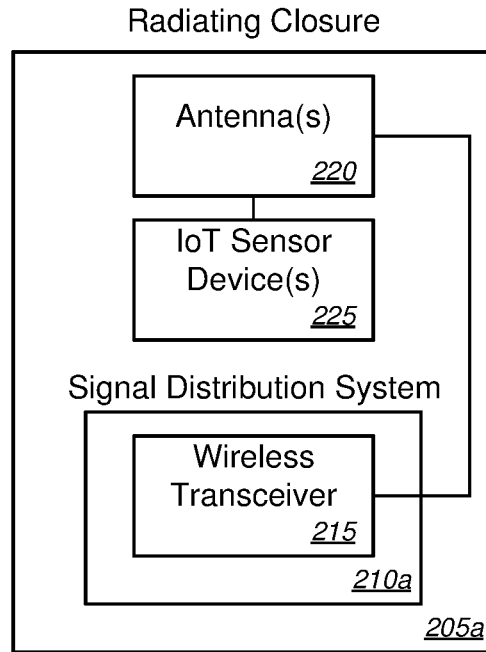 Radiating Closure
Antenna(s)
220
IoT Sensor
Device(s)
225
Signal Distribution System
Wireless
Transceiver
215
210a
205a